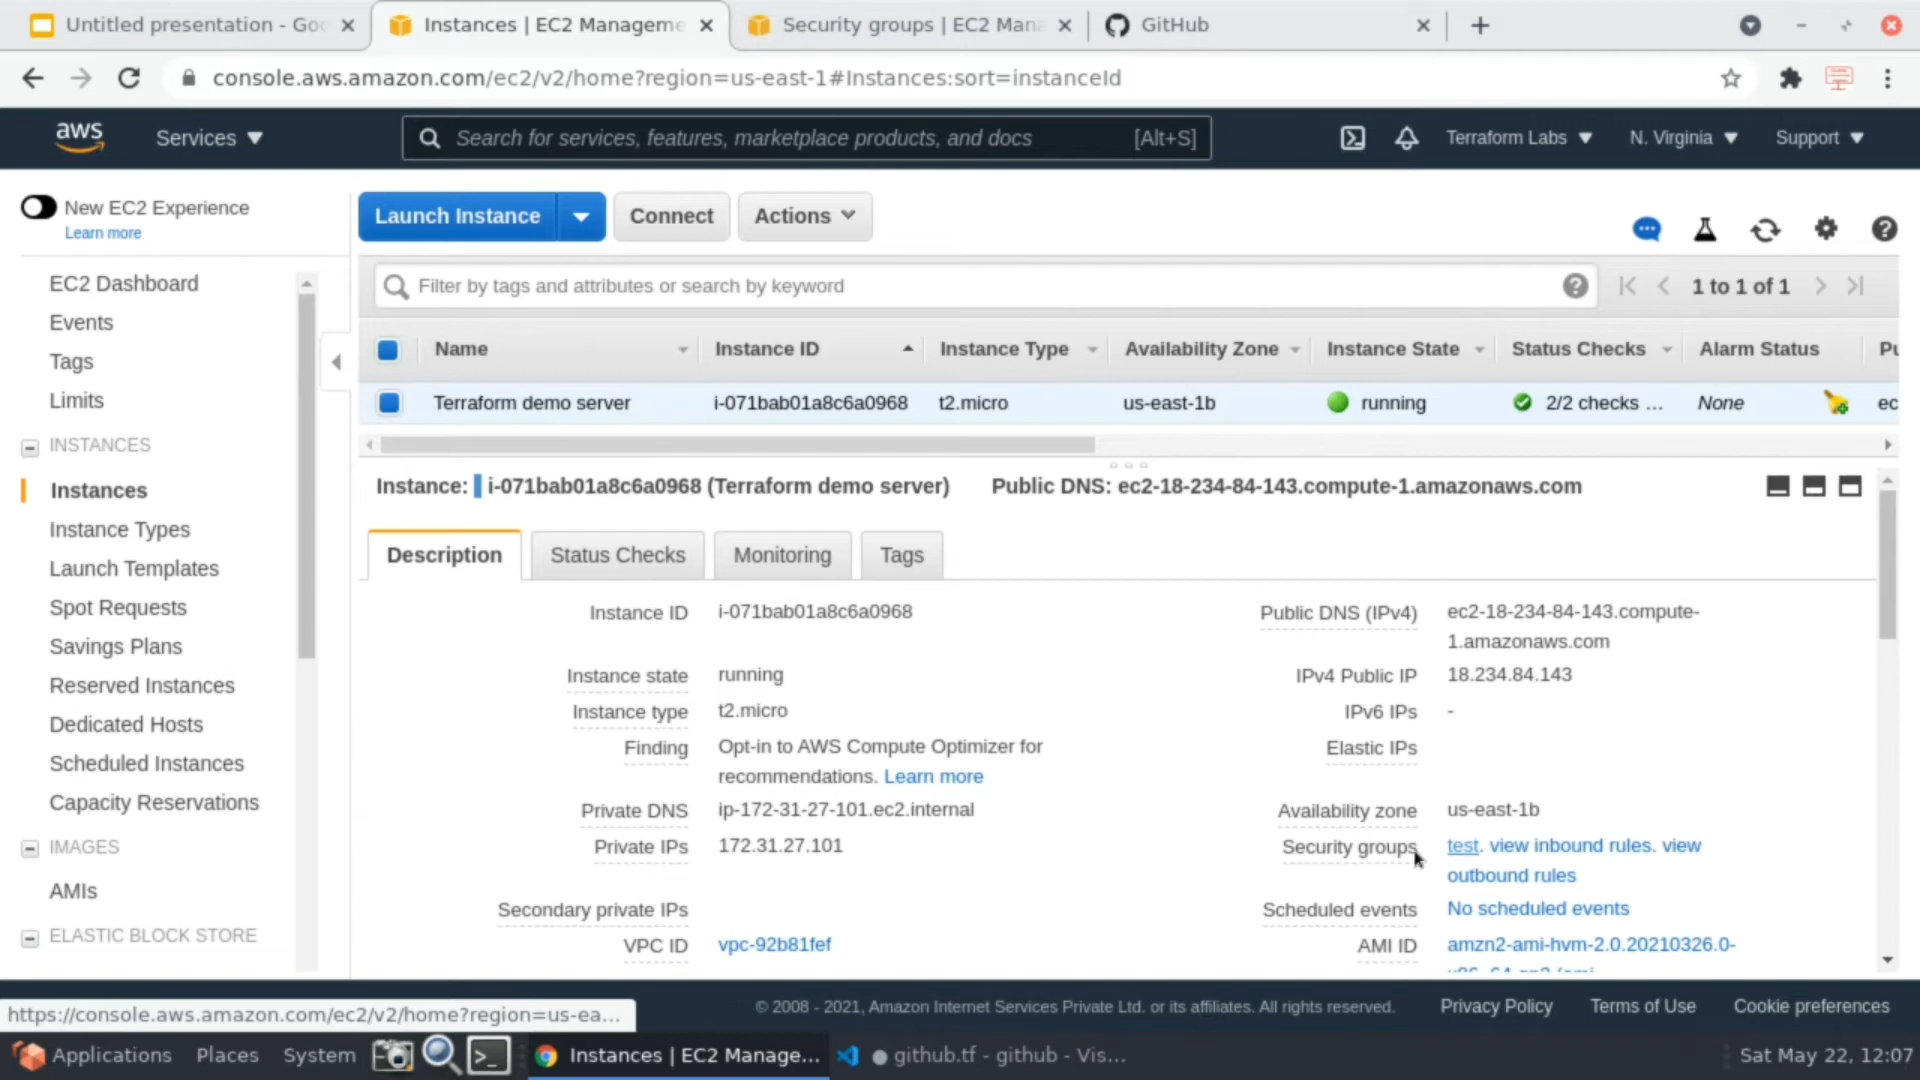 Untitled presentation - Goo
Instances | EC2 Manageme
Security groups | EC2 Mana
GitHub
console.aws.amazon.com/ec2/v2/home?region=us-east-1#Instances:sort=instanceId
aws
Services
Search for services, features, marketplace products, and docs
[Alt+S]
Terraform Labs
N. Virginia
Support
New EC2 Experience
Learn more
EC2 Dashboard
Events
Tags
Limits
INSTANCES
Instances
Instance Types
Launch Templates
Spot Requests
Savings Plans
Reserved Instances
Dedicated Hosts
Scheduled Instances
Capacity Reservations
IMAGES
AMIs
ELASTIC BLOCK STORE
Launch Instance
Connect
Actions
Filter by tags and attributes or search by keyword
1 to 1 of 1
Name Instance ID Instance Type Availability Zone Instance State Status Checks Alarm Status Pu
Terraform demo server i-071bab01a8c6a0968 t2.micro us-east-1b running 2/2 checks ... None ec
Instance: i-071bab01a8c6a0968 (Terraform demo server) Public DNS: ec2-18-234-84-143.compute-1.amazonaws.com
Description Status Checks Monitoring Tags
Instance ID i-071bab01a8c6a0968
Instance state running
Instance type t2.micro
Finding Opt-in to AWS Compute Optimizer for
recommendations. Learn more
Private DNS ip-172-31-27-101.ec2.internal
Private IPs 172.31.27.101
Secondary private IPs
VPC ID vpc-92b81fef
Public DNS (IPv4) ec2-18-234-84-143.compute-
1.amazonaws.com
IPv4 Public IP 18.234.84.143
IPv6 IPs -
Elastic IPs
Availability zone us-east-1b
Security groups test. view inbound rules. view
outbound rules
Scheduled events No scheduled events
AMI ID amzn2-ami-hvm-2.0.20210326.0-
https://console.aws.amazon.com/ec2/v2/home?region=us-ea...
© 2008 - 2021, Amazon Internet Services Private Ltd. or its affiliates. All rights reserved.
Privacy Policy
Terms of Use
Cookie preferences
Applications Places System
Instances | EC2 Manage...
github.tf - github - Vis...
Sat May 22, 12:07